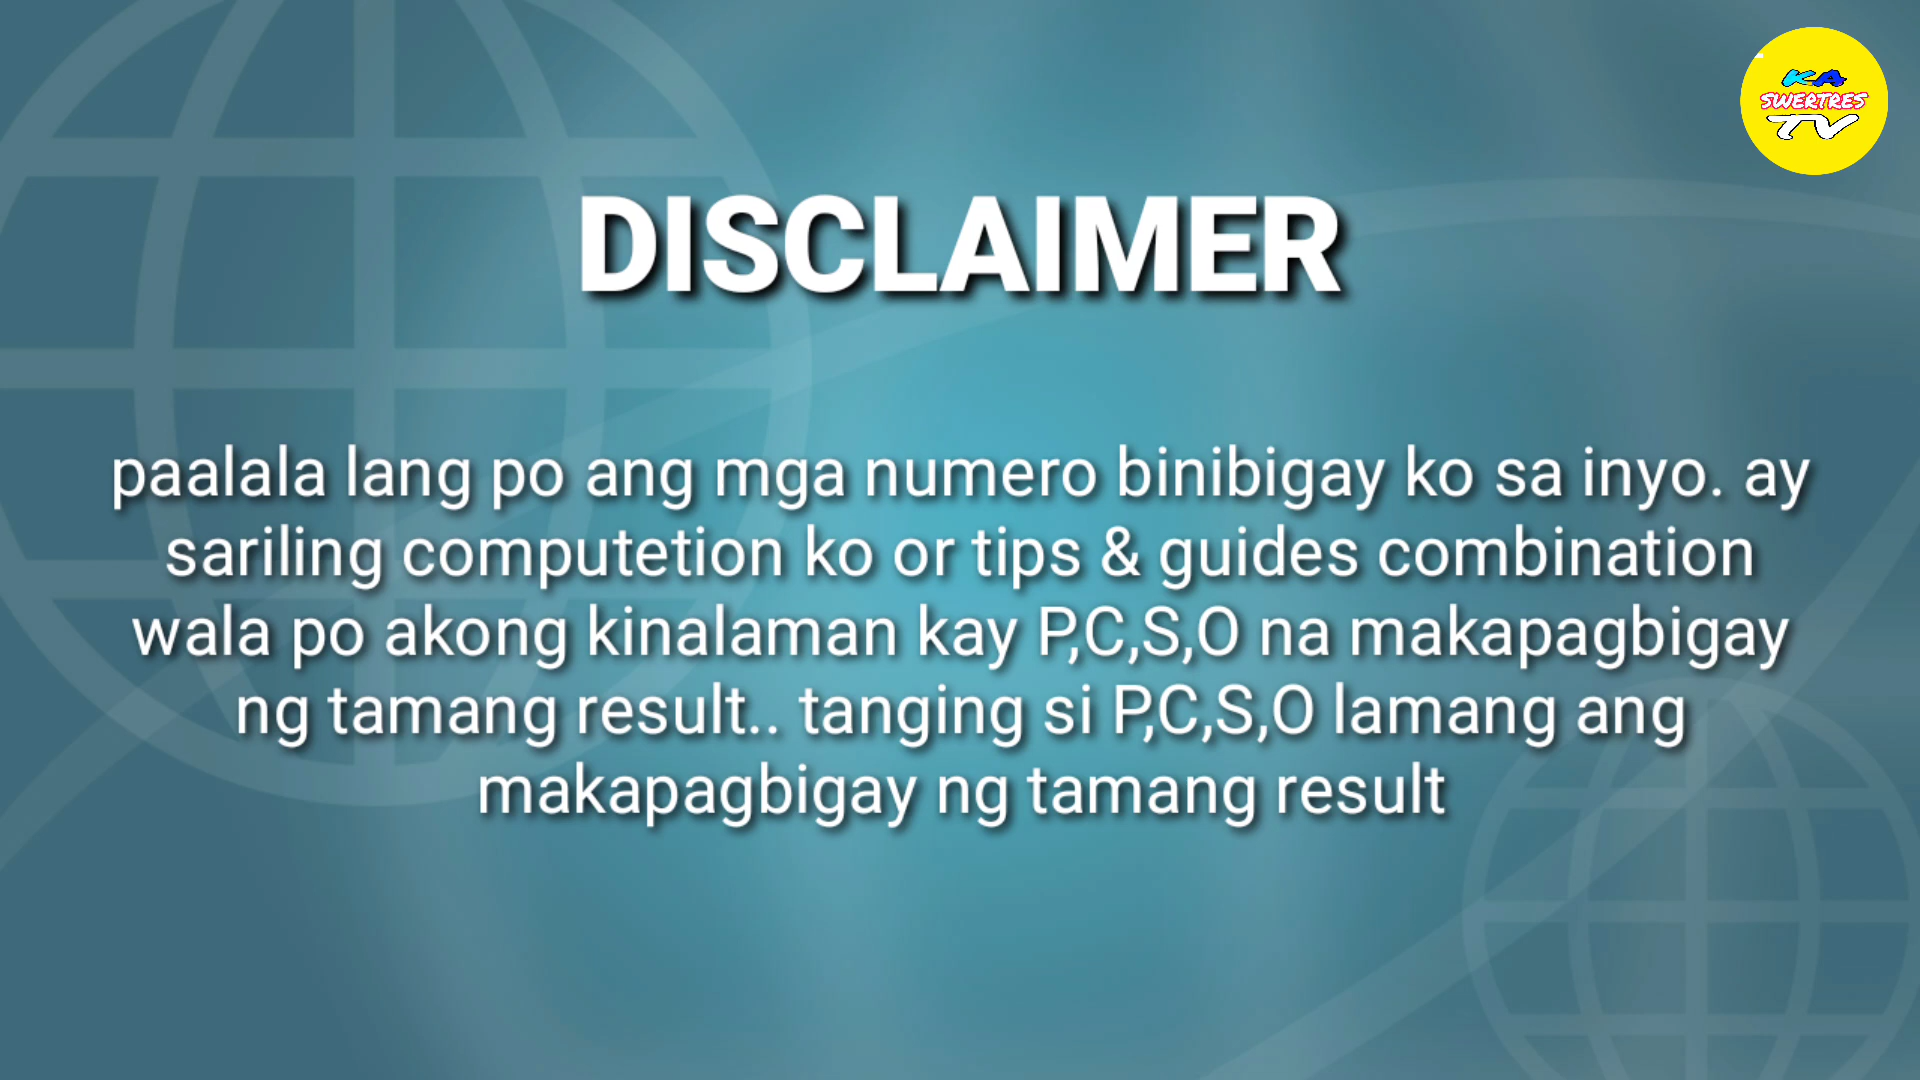 KA
SWERTRES
TV
DISCLAIMER
paalala lang po ang mga numero binibigay ko sa inyo. ay
sariling computetion ko or tips & guides combination
wala po akong kinalaman kay P,C,S,O na makapagbigay
ng tamang result.. tanging si P,C,S,O lamang ang
makapagbigay ng tamang result